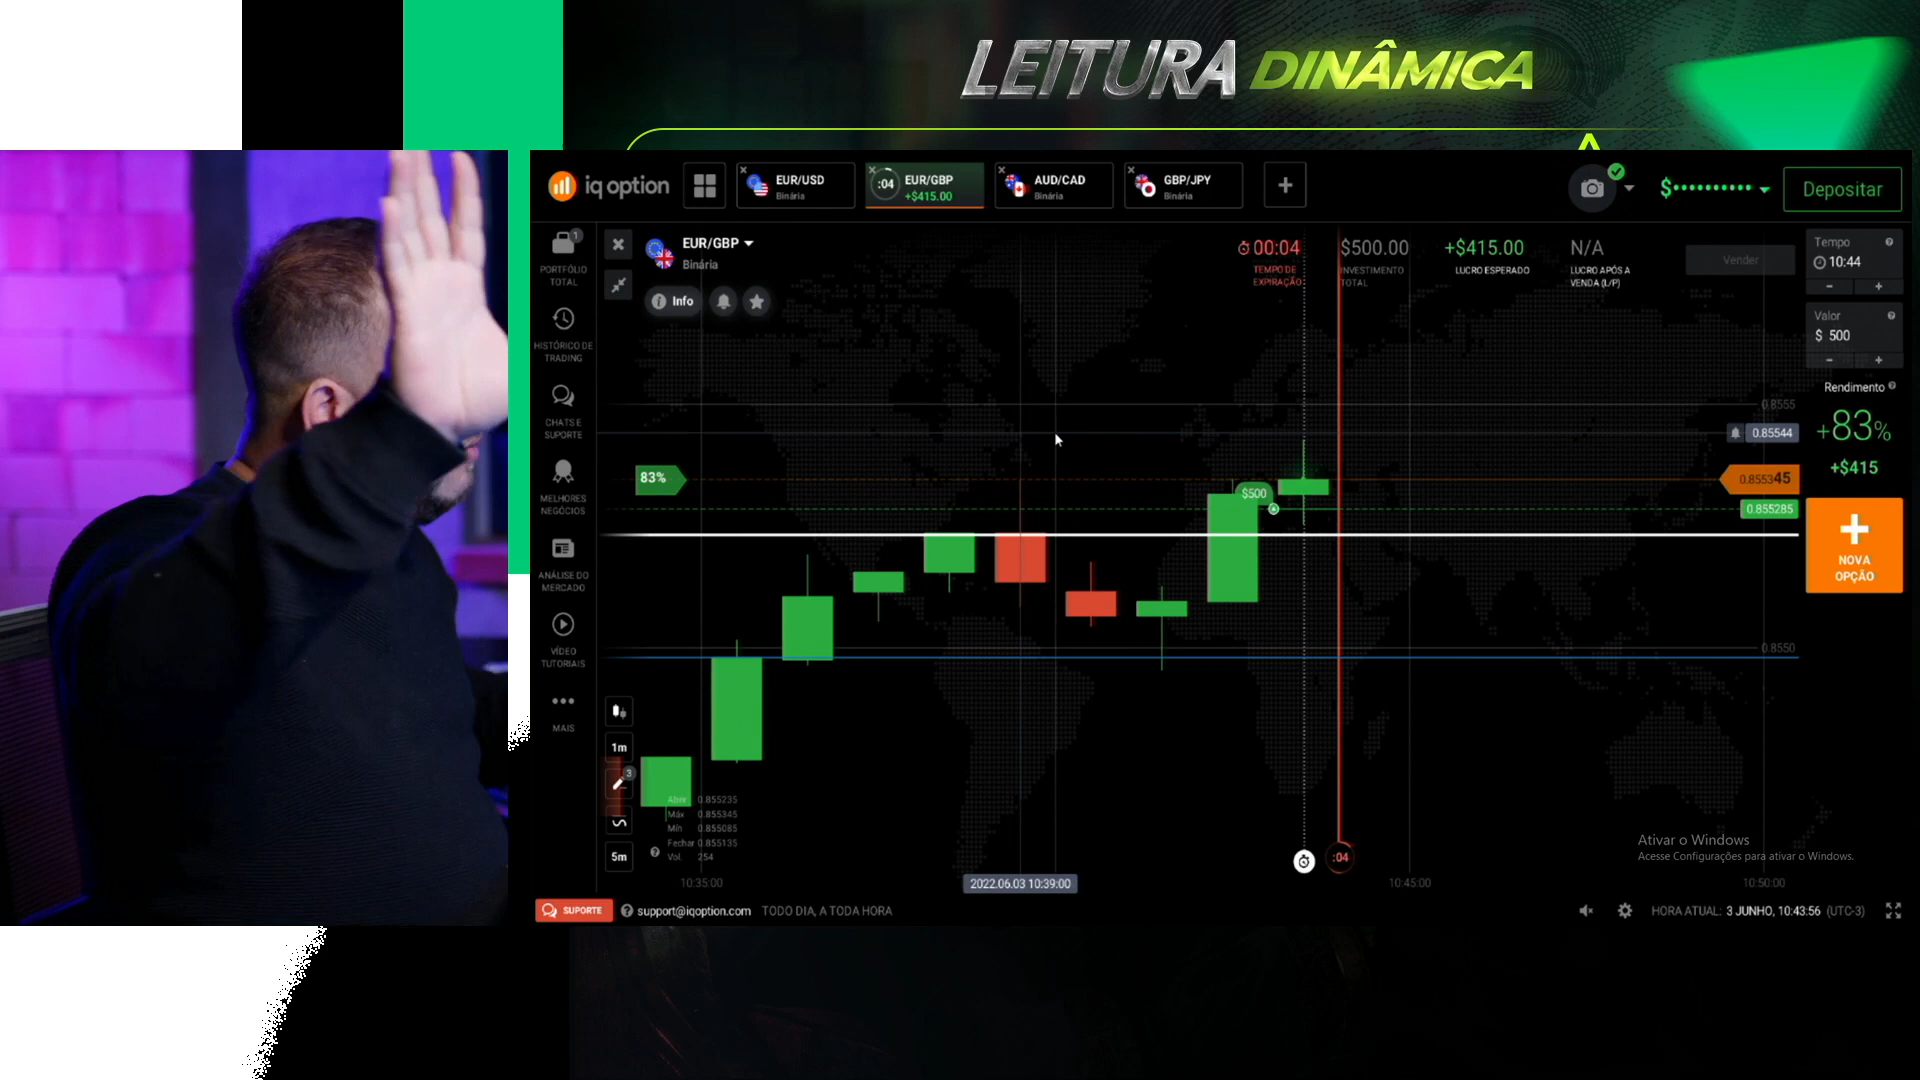 LEITURA DINÂMICA
iq option
EUR/USD
Binária
:04
EUR/GBP
+$415.00
AUD/CAD
Binária
GBP/JPY
Binária
+
$••••••••••
Depositar
1
PORTFÓLIO
TOTAL
HISTÓRICO DE
TRADING
CHATS E
SUPORTE
MELHORES
NEGÓCIOS
ANÁLISE DO
MERCADO
VÍDEO
TUTORIAIS
MAIS
EUR/GBP
Binária
Info
00:04
TEMPO DE
EXPIRAÇÃO
$500.00
INVESTIMENTO
TOTAL
+$415.00
LUCRO ESPERADO
N/A
LUCRO APÓS A
VENDA (L/P)
Vender
Tempo
10:44
- +
Valor
$ 500
- +
Rendimento
+83%
+$415
+
NOVA
OPÇÃO
0.8555
0.85544
0.855345
0.855285
0.8550
83%
$500
1m
3
5m
Abrir 0.855235
Máx 0.855345
Mín 0.855085
Fechar 0.855135
Vol. 254
:04
10:35:00
2022.06.03 10:39:00
10:45:00
10:50:00
Ativar o Windows
Acesse Configurações para ativar o Windows.
SUPORTE
support@iqoption.com
TODO DIA, A TODA HORA
HORA ATUAL: 3 JUNHO, 10:43:56 (UTC-3)